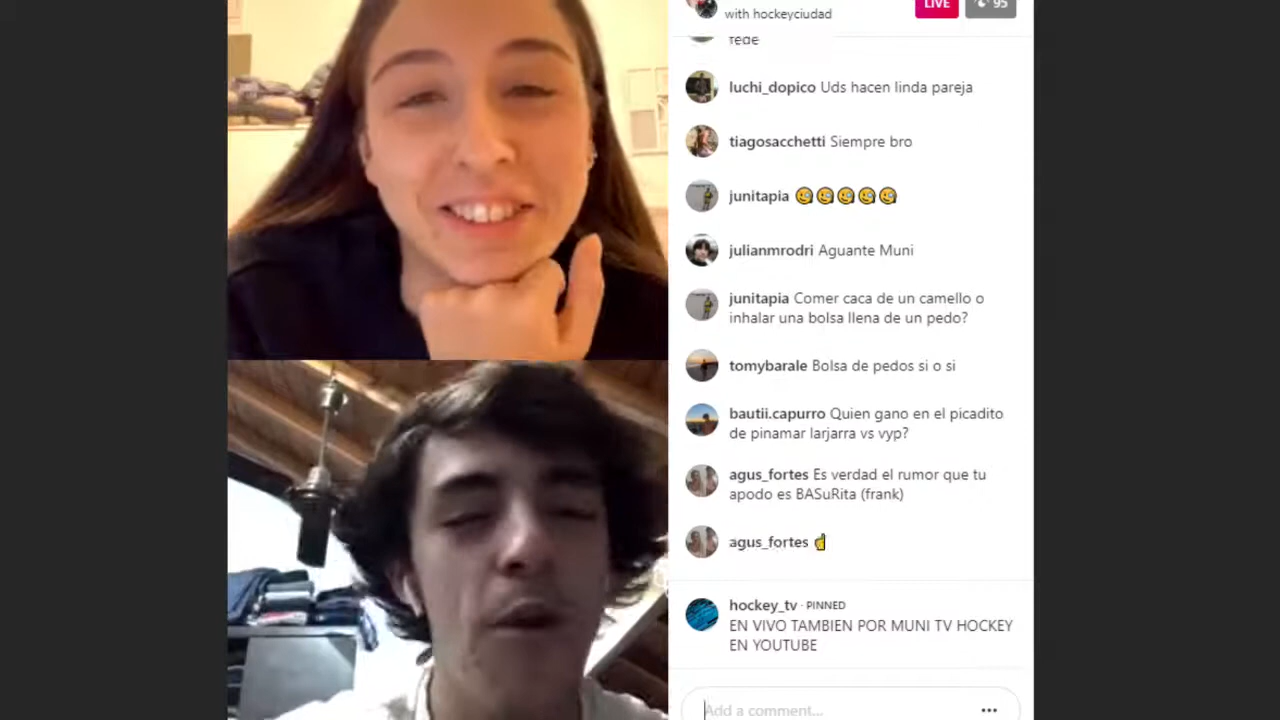 with hockeyciudad
LIVE
95
fede
luchi_dopico Uds hacen linda pareja
tiagosacchetti Siempre bro
junitapia 🥲🥲🥲🥲🥲
julianmrodri Aguante Muni
junitapia Comer caca de un camello o
inhalar una bolsa llena de un pedo?
tomybarale Bolsa de pedos si o si
bautii.capurro Quien gano en el picadito
de pinamar larjarra vs vyp?
agus_fortes Es verdad el rumor que tu
apodo es BASuRita (frank)
agus_fortes ☝️
hockey_tv · PINNED
EN VIVO TAMBIEN POR MUNI TV HOCKEY
EN YOUTUBE
Add a comment...